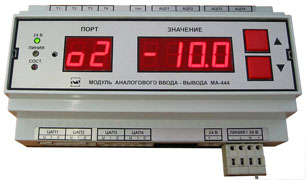 ПОРТ ЗНАЧЕНИЕ
24 В
ЛИНИЯ
СОСТ
o2 -10.0
МОДУЛЬ АНАЛОГОВОГО ВВОДА - ВЫВОДА МА-444
ЦАП1 ЦАП2 ЦАП3 ЦАП4 24 В ЛИНИЯ / 24 В